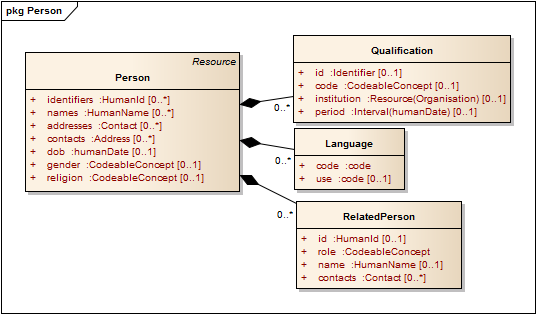 pkg Person
Resource
Person
+ identifiers :HumanId [0..*]
+ names :HumanName [0..*]
+ addresses :Contact [0..*]
+ contacts :Address [0..*]
+ dob :humanDate [0..1]
+ gender :CodeableConcept [0..1]
+ religion :CodeableConcept [0..1]
0..*
Qualification
+ id :Identifier [0..1]
+ code :CodeableConcept [0..1]
+ institution :Resource(Organisation) [0..1]
+ period :Interval(humanDate) [0..1]
0..*
Language
+ code :code
+ use :code [0..1]
0..*
RelatedPerson
+ id :HumanId [0..1]
+ role :CodeableConcept
+ name :HumanName [0..1]
+ contacts :Contact [0..*]